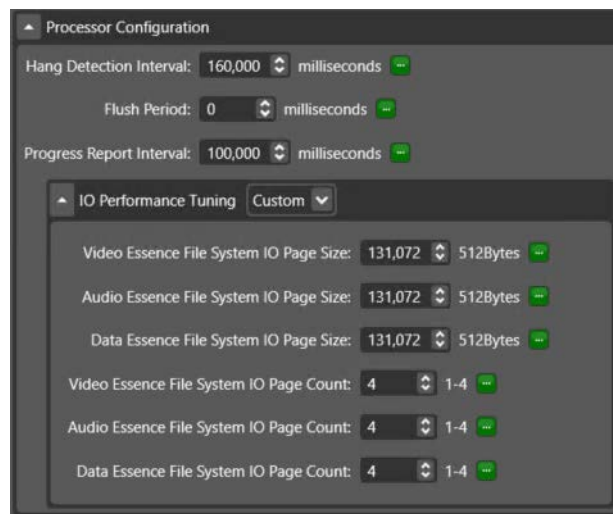 Processor Configuration
Hang Detection Interval: 160,000 milliseconds
Flush Period: 0 milliseconds
Progress Report Interval: 100,000 milliseconds
IO Performance Tuning Custom
Video Essence File System IO Page Size: 131,072 512Bytes
Audio Essence File System IO Page Size: 131,072 512Bytes
Data Essence File System IO Page Size: 131,072 512Bytes
Video Essence File System IO Page Count: 4 1-4
Audio Essence File System IO Page Count: 4 1-4
Data Essence File System IO Page Count: 4 1-4